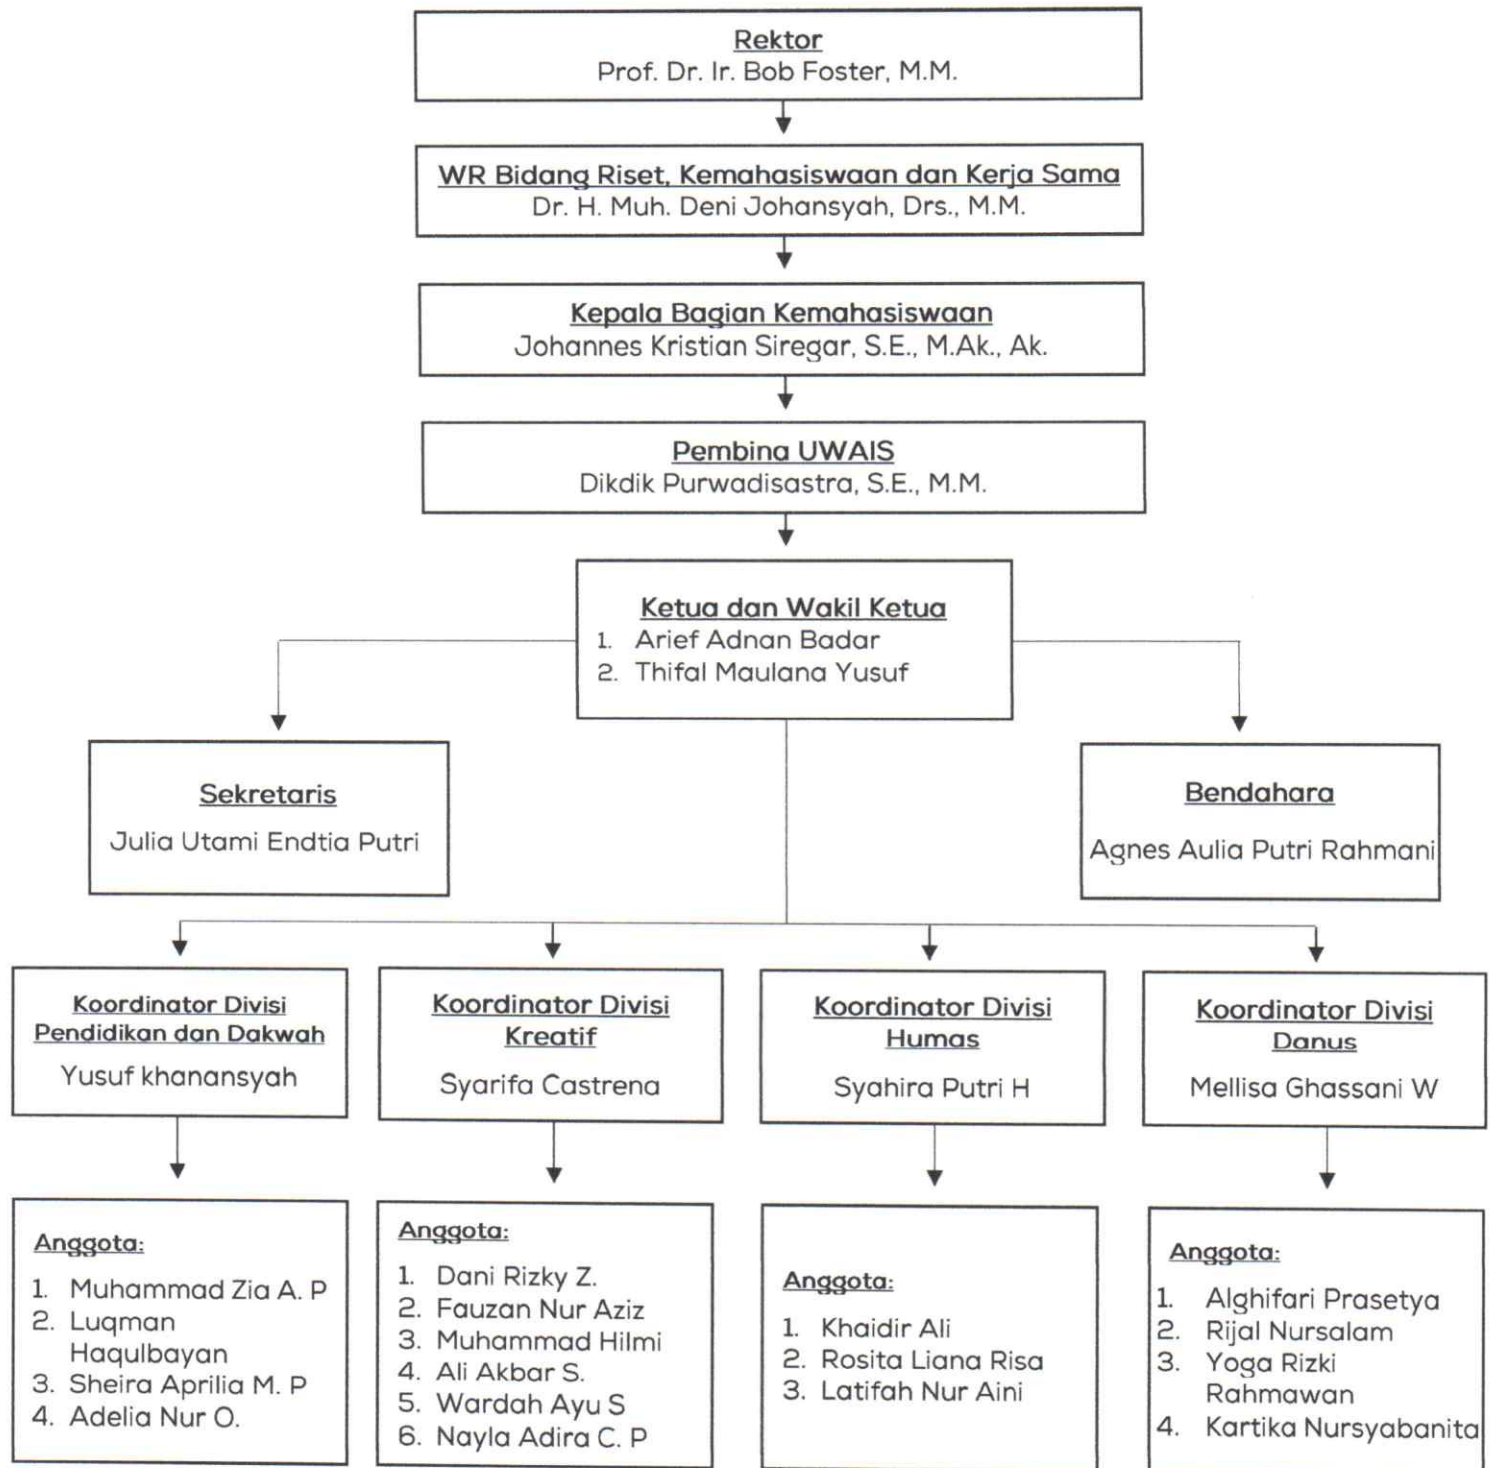 Rektor
Prof. Dr. Ir. Bob Foster, M.M.
WR Bidang Riset, Kemahasiswaan dan Kerja Sama
Dr. H. Muh. Deni Johansyah, Drs., M.M.
Kepala Bagian Kemahasiswaan
Johannes Kristian Siregar, S.E., M.Ak., Ak.
Pembina UWAIS
Dikdik Purwadisastra, S.E., M.M.
Ketua dan Wakil Ketua
1. Arief Adnan Badar
2. Thifal Maulana Yusuf
Sekretaris
Julia Utami Endtia Putri
Bendahara
Agnes Aulia Putri Rahmani
Koordinator Divisi
Pendidikan dan Dakwah
Yusuf khanansyah
Koordinator Divisi
Kreatif
Syarifa Castrena
Koordinator Divisi
Humas
Syahira Putri H
Koordinator Divisi
Danus
Mellisa Ghassani W
Anggota:
1. Muhammad Zia A. P
2. Luqman
Haqulbayan
3. Sheira Aprilia M. P
4. Adelia Nur O.
Anggota:
1. Dani Rizky Z.
2. Fauzan Nur Aziz
3. Muhammad Hilmi
4. Ali Akbar S.
5. Wardah Ayu S
6. Nayla Adira C. P
Anggota:
1. Khaidir Ali
2. Rosita Liana Risa
3. Latifah Nur Aini
Anggota:
1. Alghifari Prasetya
2. Rijal Nursalam
3. Yoga Rizki
Rahmawan
4. Kartika Nursyabanita